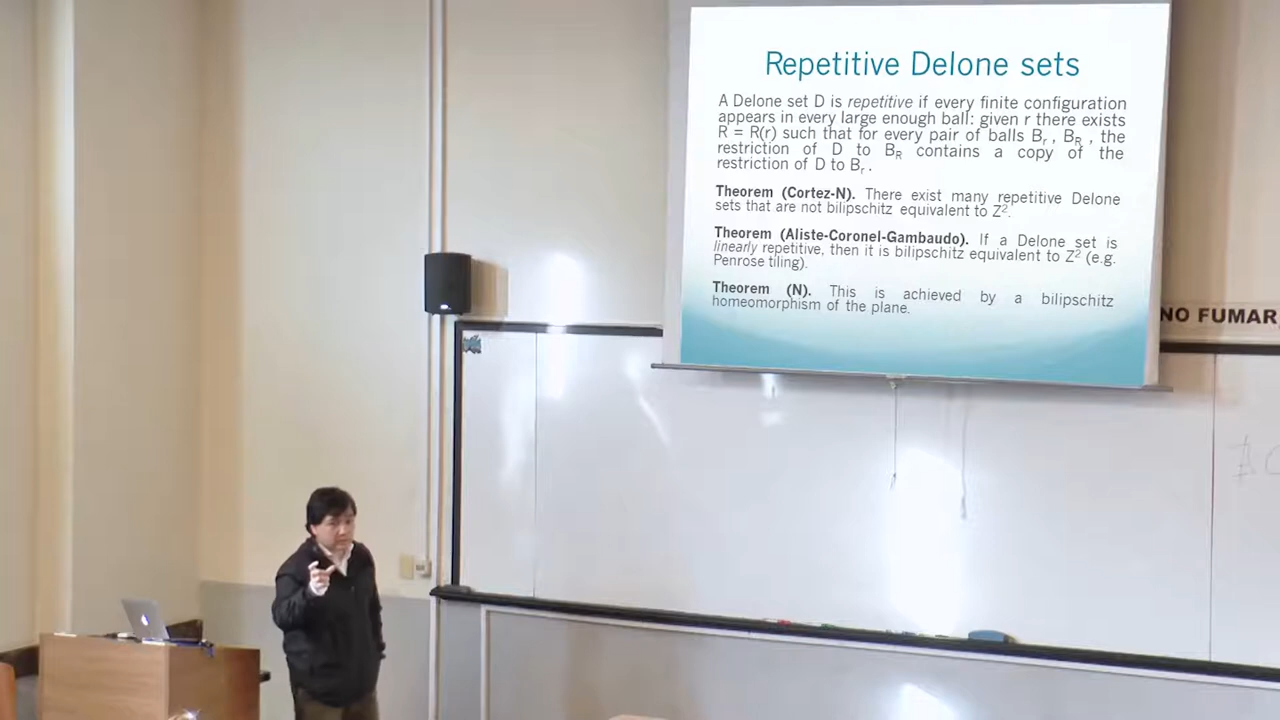 Repetitive Delone sets
A Delone set D is repetitive if every finite configuration
appears in every large enough ball: given r there exists
R = R(r) such that for every pair of balls Bᵣ , B_R , the
restriction of D to B_R contains a copy of the
restriction of D to Bᵣ .
Theorem (Cortez-N). There exist many repetitive Delone
sets that are not bilipschitz equivalent to Z².
Theorem (Aliste-Coronel-Gambaudo). If a Delone set is
linearly repetitive, then it is bilipschitz equivalent to Z² (e.g.
Penrose tiling).
Theorem (N). This is achieved by a bilipschitz
homeomorphism of the plane.
NO FUMAR